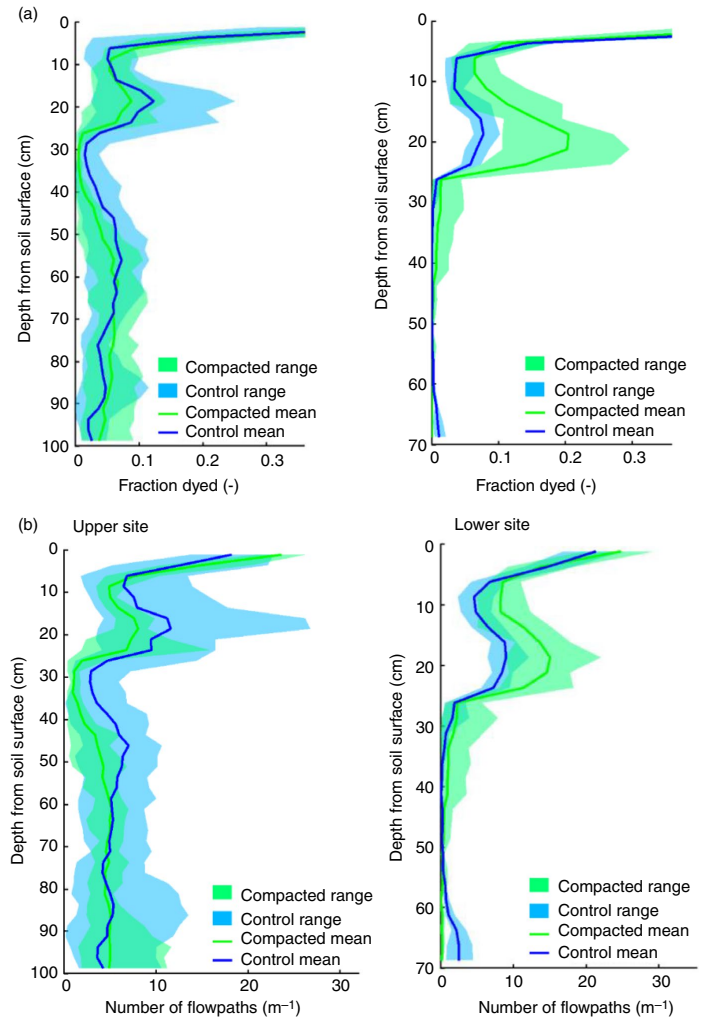 (a)
0
10
20
30
40
50
60
70
80
90
100
Depth from soil surface (cm)
Compacted range
Control range
Compacted mean
Control mean
0 0.1 0.2 0.3
Fraction dyed (-)
0
10
20
30
40
50
60
70
Depth from soil surface (cm)
Compacted range
Control range
Compacted mean
Control mean
0 0.1 0.2 0.3
Fraction dyed (-)
(b)
Upper site
0
10
20
30
40
50
60
70
80
90
100
Depth from soil surface (cm)
Compacted range
Control range
Compacted mean
Control mean
0 10 20 30
Number of flowpaths (m⁻¹)
Lower site
0
10
20
30
40
50
60
70
Depth from soil surface (cm)
Compacted range
Control range
Compacted mean
Control mean
0 10 20 30
Number of flowpaths (m⁻¹)